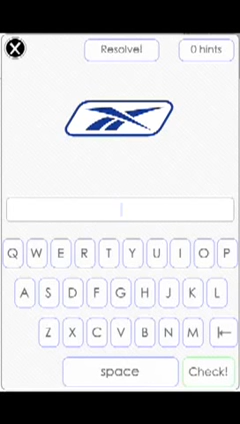 X Resolve! 0 hints
Q W E R T Y U I O P
A S D F G H J K L
Z X C V B N M
space Check!